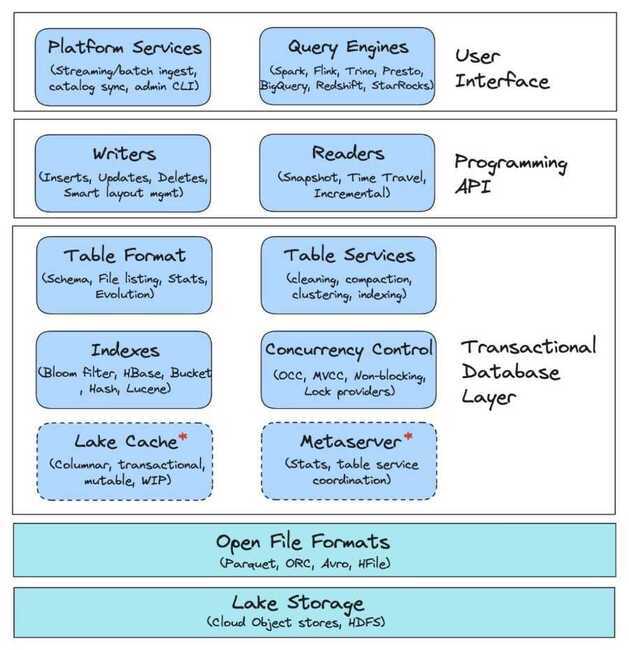 Platform Services
(Streaming/batch ingest,
catalog sync, admin CLI)
Query Engines
(Spark, Flink, Trino, Presto,
BigQuery, Redshift, StarRocks)
User
Interface
Writers
(Inserts, Updates, Deletes,
Smart layout mgmt)
Readers
(Snapshot, Time Travel,
Incremental)
Programming
API
Table Format
(Schema, File listing, Stats,
Evolution)
Table Services
(cleaning, compaction,
clustering, indexing)
Indexes
(Bloom filter, HBase, Bucket
, Hash, Lucene)
Concurrency Control
(OCC, MVCC, Non-blocking,
Lock providers)
Transactional
Database
Layer
Lake Cache*
(Columnar, transactional,
mutable, WIP)
Metaserver*
(Stats, table service
coordination)
Open File Formats
(Parquet, ORC, Avro, HFile)
Lake Storage
(Cloud Object stores, HDFS)